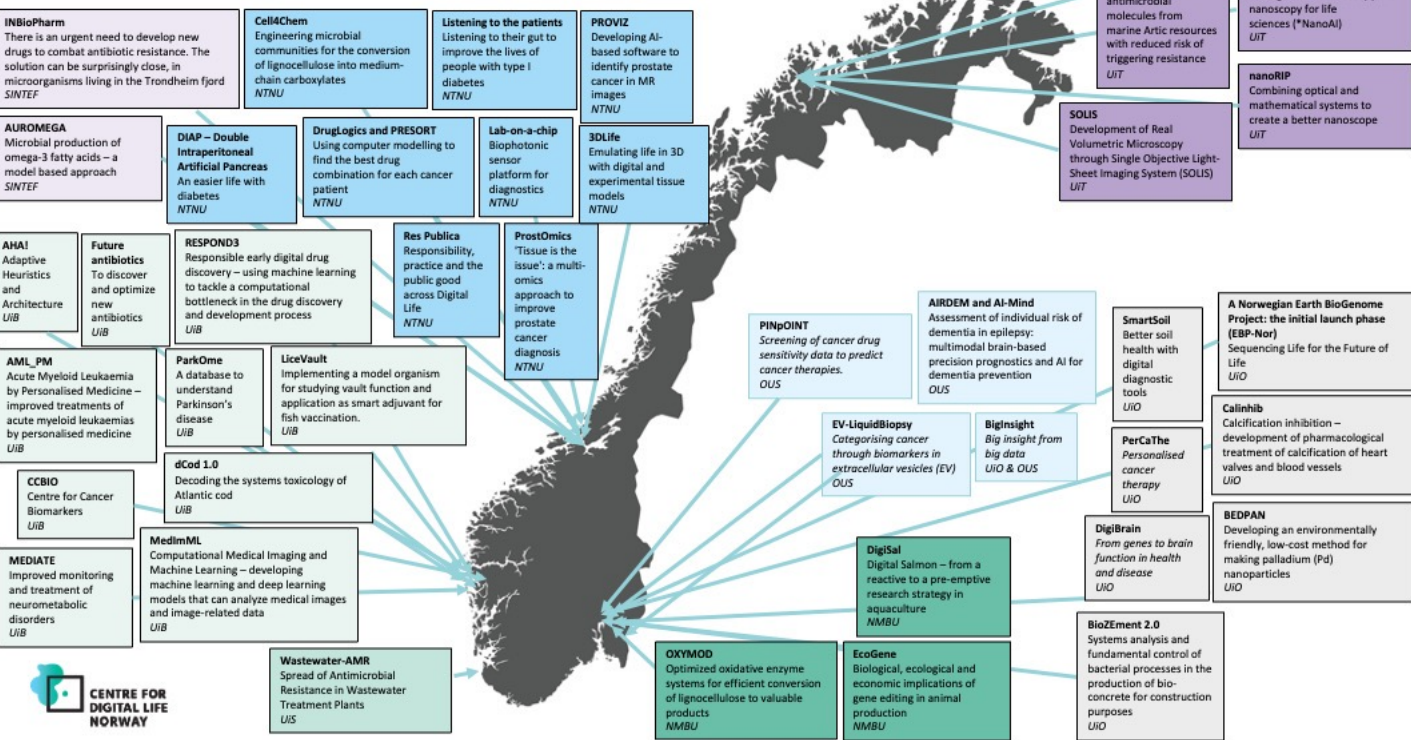 INBioPharm
There is an urgent need to develop new
drugs to combat antibiotic resistance. The
solution can be surprisingly close, in
microorganisms living in the Trondheim fjord
SINTEF
Cell4Chem
Engineering microbial
communities for the conversion
of lignocellulose into medium-
chain carboxylates
NTNU
Listening to the patients
Listening to their gut to
improve the lives of
people with type I
diabetes
NTNU
PROVIZ
Developing AI-
based software to
identify prostate
cancer in MR
images
NTNU
antimicrobial
molecules from
marine Artic resources
with reduced risk of
triggering resistance
UiT
nanoscopy for life
sciences (*NanoAI)
UiT
nanoRIP
Combining optical and
mathematical systems to
create a better nanoscope
UiT
SOLIS
Development of Real
Volumetric Microscopy
through Single Objective Light-
Sheet Imaging System (SOLIS)
UiT
AUROMEGA
Microbial production of
omega-3 fatty acids – a
model based approach
SINTEF
DIAP – Double
Intraperitoneal
Artificial Pancreas
An easier life with
diabetes
NTNU
DrugLogics and PRESORT
Using computer modelling to
find the best drug
combination for each cancer
patient
NTNU
Lab-on-a-chip
Biophotonic
sensor
platform for
diagnostics
NTNU
3DLife
Emulating life in 3D
with digital and
experimental tissue
models
NTNU
AHA!
Adaptive
Heuristics
and
Architecture
UiB
Future
antibiotics
To discover
and optimize
new
antibiotics
UiB
RESPOND3
Responsible early digital drug
discovery – using machine learning
to tackle a computational
bottleneck in the drug discovery
and development process
UiB
Res Publica
Responsibility,
practice and the
public good
across Digital
Life
NTNU
ProstOmics
'Tissue is the
issue': a multi-
omics
approach to
improve
prostate
cancer
diagnosis
NTNU
AML_PM
Acute Myeloid Leukaemia
by Personalised Medicine –
improved treatments of
acute myeloid leukaemias
by personalised medicine
UiB
ParkOme
A database to
understand
Parkinson's
disease
UiB
LiceVault
Implementing a model organism
for studying vault function and
application as smart adjuvant for
fish vaccination.
UiB
PINpOINT
Screening of cancer drug
sensitivity data to predict
cancer therapies.
OUS
AIRDEM and AI-Mind
Assessment of individual risk of
dementia in epilepsy:
multimodal brain-based
precision prognostics and AI for
dementia prevention
OUS
SmartSoil
Better soil
health with
digital
diagnostic
tools
UiO
A Norwegian Earth BioGenome
Project: the initial launch phase
(EBP-Nor)
Sequencing Life for the Future of
Life
UiO
EV-LiquidBiopsy
Categorising cancer
through biomarkers in
extracellular vesicles (EV)
OUS
BigInsight
Big insight from
big data
UiO & OUS
PerCaThe
Personalised
cancer
therapy
UiO
Calinhib
Calcification inhibition –
development of pharmacological
treatment of calcification of heart
valves and blood vessels
UiO
CCBIO
Centre for Cancer
Biomarkers
UiB
dCod 1.0
Decoding the systems toxicology of
Atlantic cod
UiB
MEDIATE
Improved monitoring
and treatment of
neurometabolic
disorders
UiB
MedImML
Computational Medical Imaging and
Machine Learning – developing
machine learning and deep learning
models that can analyze medical images
and image-related data
UiB
DigiSal
Digital Salmon – from a
reactive to a pre-emptive
research strategy in
aquaculture
NMBU
DigiBrain
From genes to brain
function in health
and disease
UiO
BEDPAN
Developing an environmentally
friendly, low-cost method for
making palladium (Pd)
nanoparticles
UiO
Wastewater-AMR
Spread of Antimicrobial
Resistance in Wastewater
Treatment Plants
UiS
OXYMOD
Optimized oxidative enzyme
systems for efficient conversion
of lignocellulose to valuable
products
NMBU
EcoGene
Biological, ecological and
economic implications of
gene editing in animal
production
NMBU
BioZEment 2.0
Systems analysis and
fundamental control of
bacterial processes in the
production of bio-
concrete for construction
purposes
UiO
CENTRE FOR
DIGITAL LIFE
NORWAY